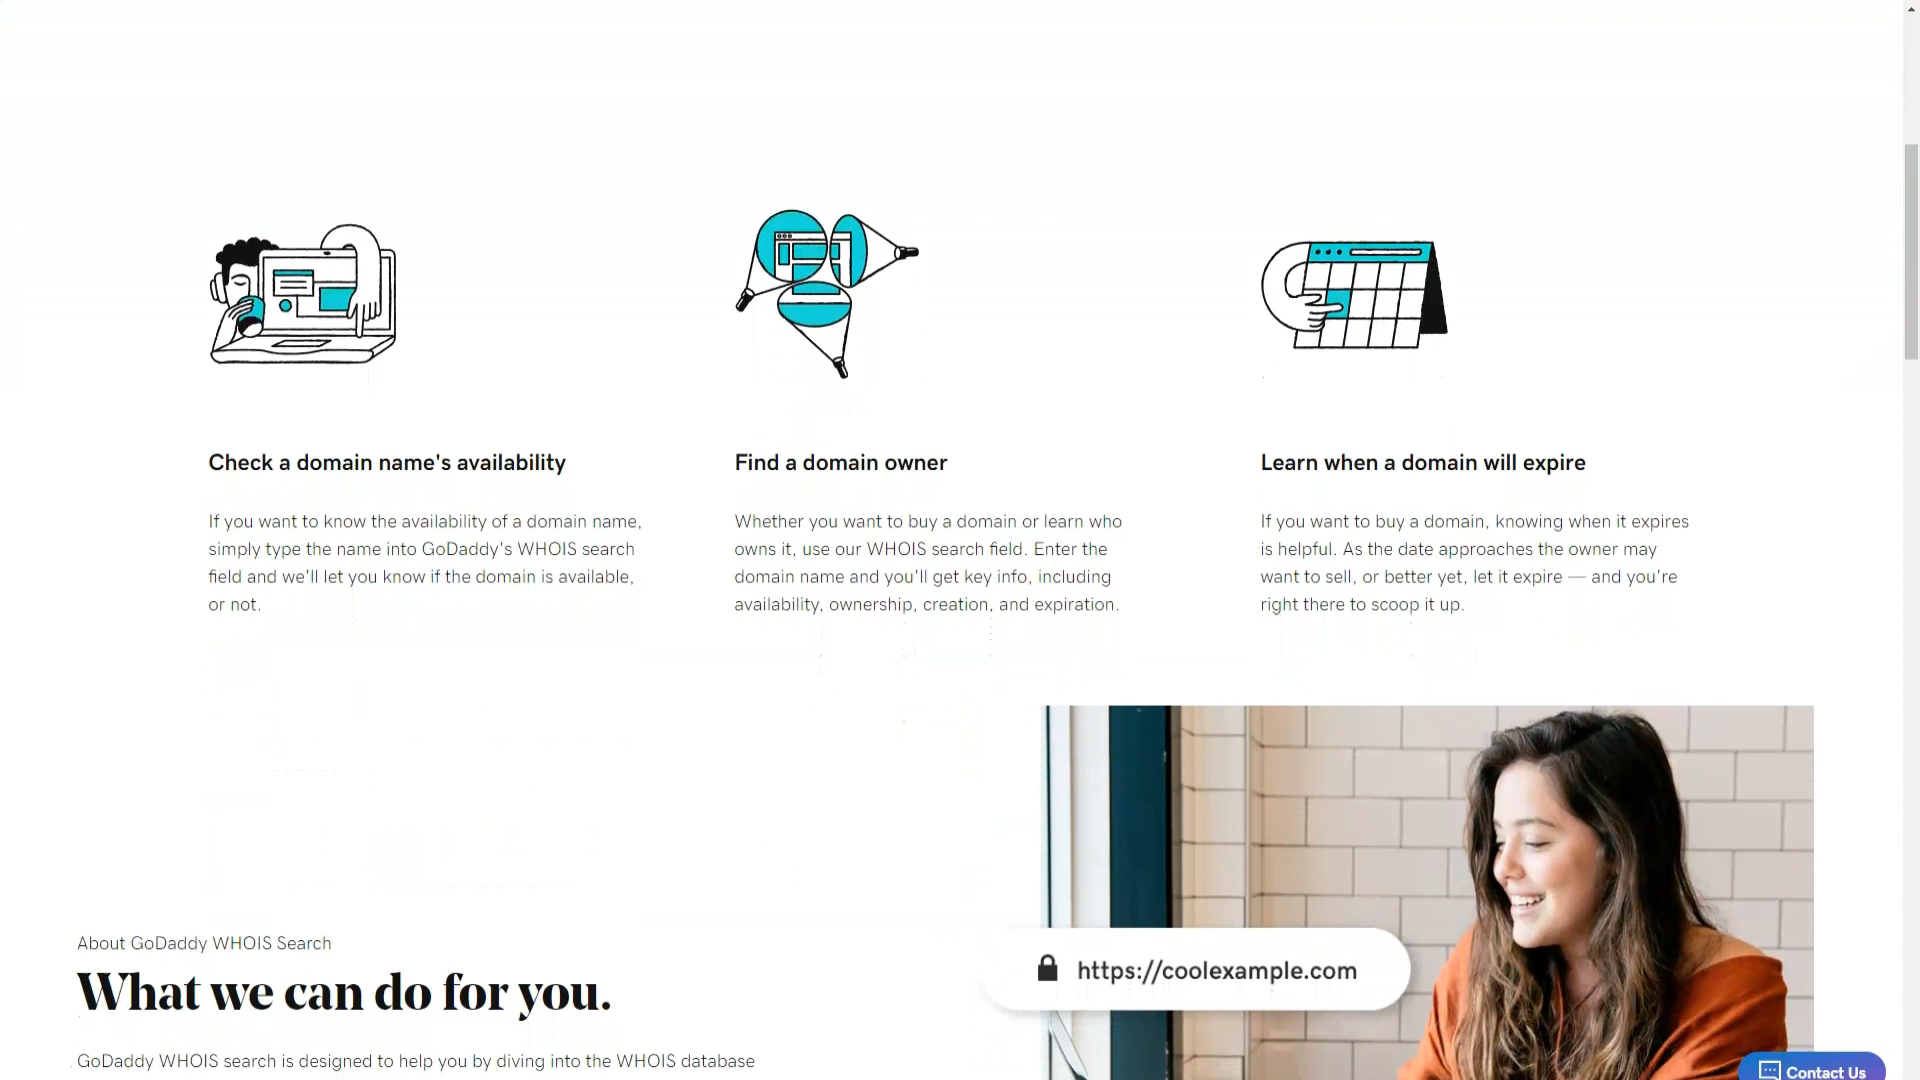 Check a domain name's availability
If you want to know the availability of a domain name,
simply type the name into GoDaddy's WHOIS search
field and we'll let you know if the domain is available,
or not.
Find a domain owner
Whether you want to buy a domain or learn who
owns it, use our WHOIS search field. Enter the
domain name and you'll get key info, including
availability, ownership, creation, and expiration.
Learn when a domain will expire
If you want to buy a domain, knowing when it expires
is helpful. As the date approaches the owner may
want to sell, or better yet, let it expire — and you're
right there to scoop it up.
About GoDaddy WHOIS Search
What we can do for you.
GoDaddy WHOIS search is designed to help you by diving into the WHOIS database
https://coolexample.com
Contact Us